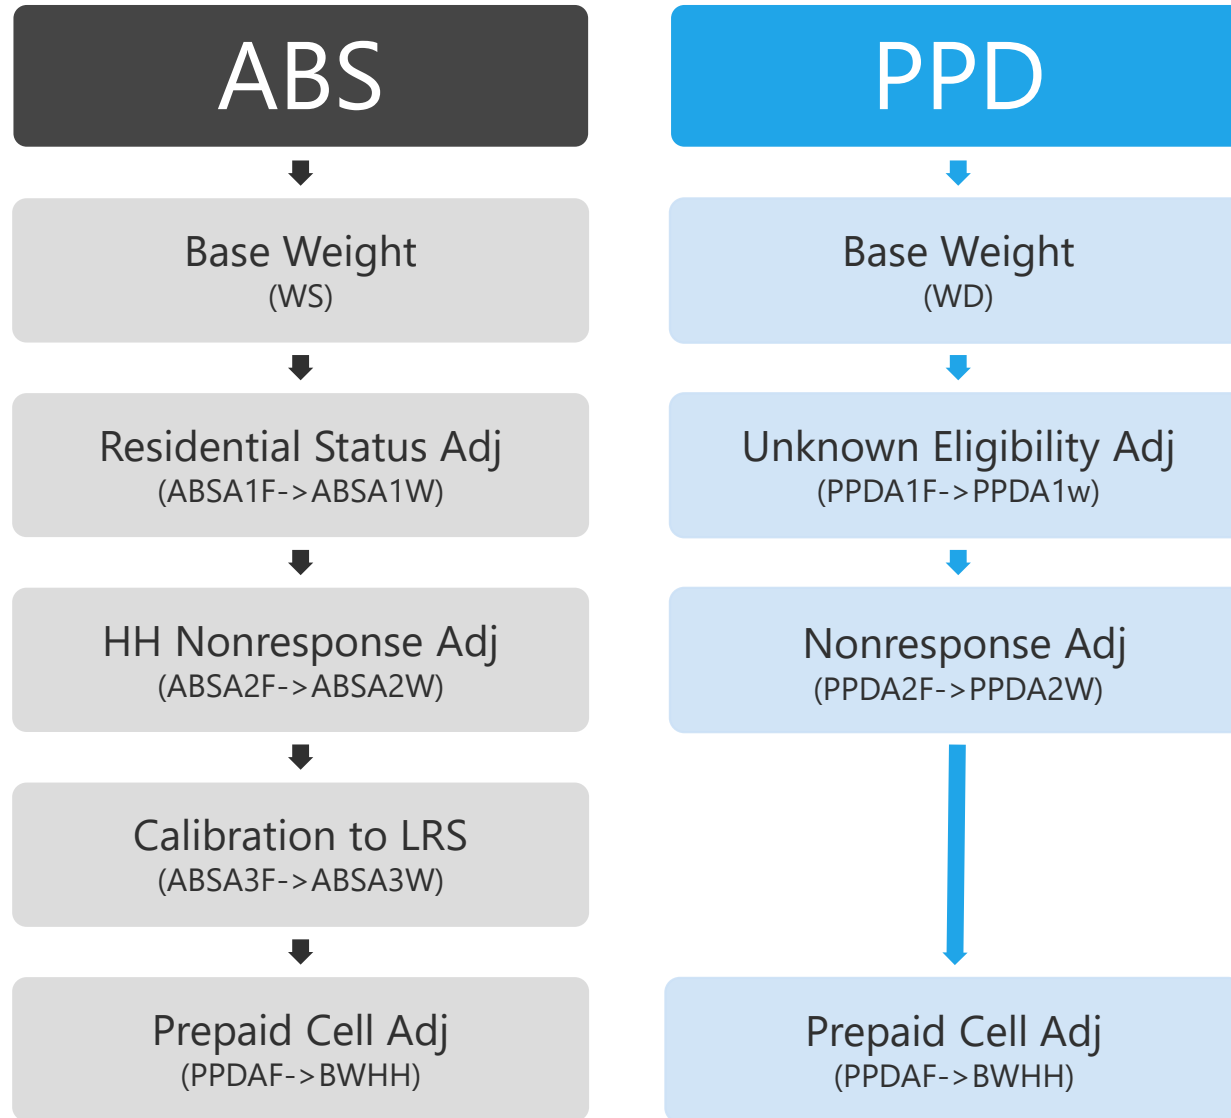 ABS
Base Weight
(WS)
Residential Status Adj
(ABSA1F->ABSA1W)
HH Nonresponse Adj
(ABSA2F->ABSA2W)
Calibration to LRS
(ABSA3F->ABSA3W)
Prepaid Cell Adj
(PPDAF->BWHH)
PPD
Base Weight
(WD)
Unknown Eligibility Adj
(PPDA1F->PPDA1w)
Nonresponse Adj
(PPDA2F->PPDA2W)
Prepaid Cell Adj
(PPDAF->BWHH)